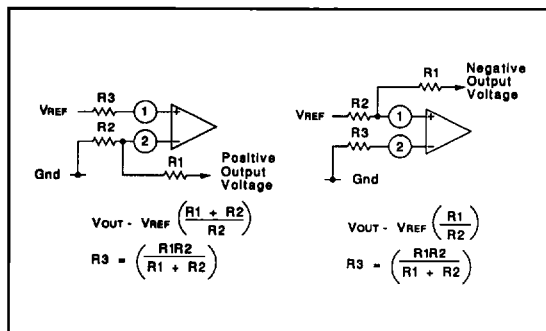 VREF R3 1 +
R2 2 −
Gnd
R1 Positive Output Voltage
VOUT - VREF (R1 + R2 / R2)
R3 = (R1R2 / R1 + R2)
R1 Negative Output Voltage
VREF R2 1 +
R3 2 −
Gnd
VOUT - VREF (R1 / R2)
R3 = (R1R2 / R1 + R2)